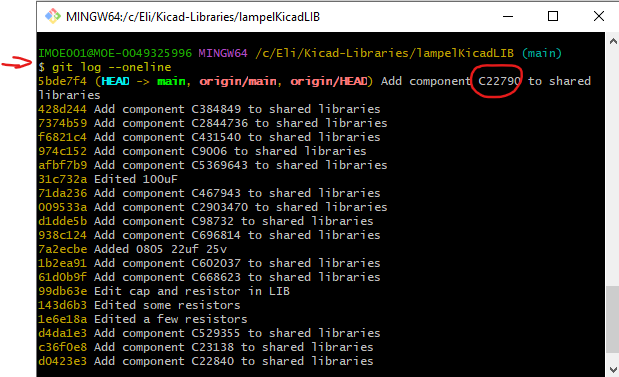 MINGW64:/c/Eli/Kicad-Libraries/lampelKicadLIB
IMOE001@MOE-OO49325996 MINGW64 /c/Eli/Kicad-Libraries/lampelKicadLIB (main)
$ git log --oneline
5bde7f4 (HEAD -> main, origin/main, origin/HEAD) Add component C22790 to shared
libraries
428d244 Add component C384849 to shared libraries
7374b59 Add component C2844736 to shared libraries
f6821c4 Add component C431540 to shared libraries
974c152 Add component C9006 to shared libraries
afbf7b9 Add component C5369643 to shared libraries
31c732a Edited 100uF
71da236 Add component C467943 to shared libraries
009533a Add component C2903470 to shared libraries
d1dde5b Add component C98732 to shared libraries
938c124 Add component C696814 to shared libraries
7a2ecbe Added 0805 22uf 25v
1b2ea91 Add component C602037 to shared libraries
61d0b9f Add component C668623 to shared libraries
99db63e Edit cap and resistor in LIB
143d6b3 Edited some resistors
1e6e18a Edited a few resistors
d4da1e3 Add component C529355 to shared libraries
c36f0e8 Add component C23138 to shared libraries
d0423e3 Add component C22840 to shared libraries